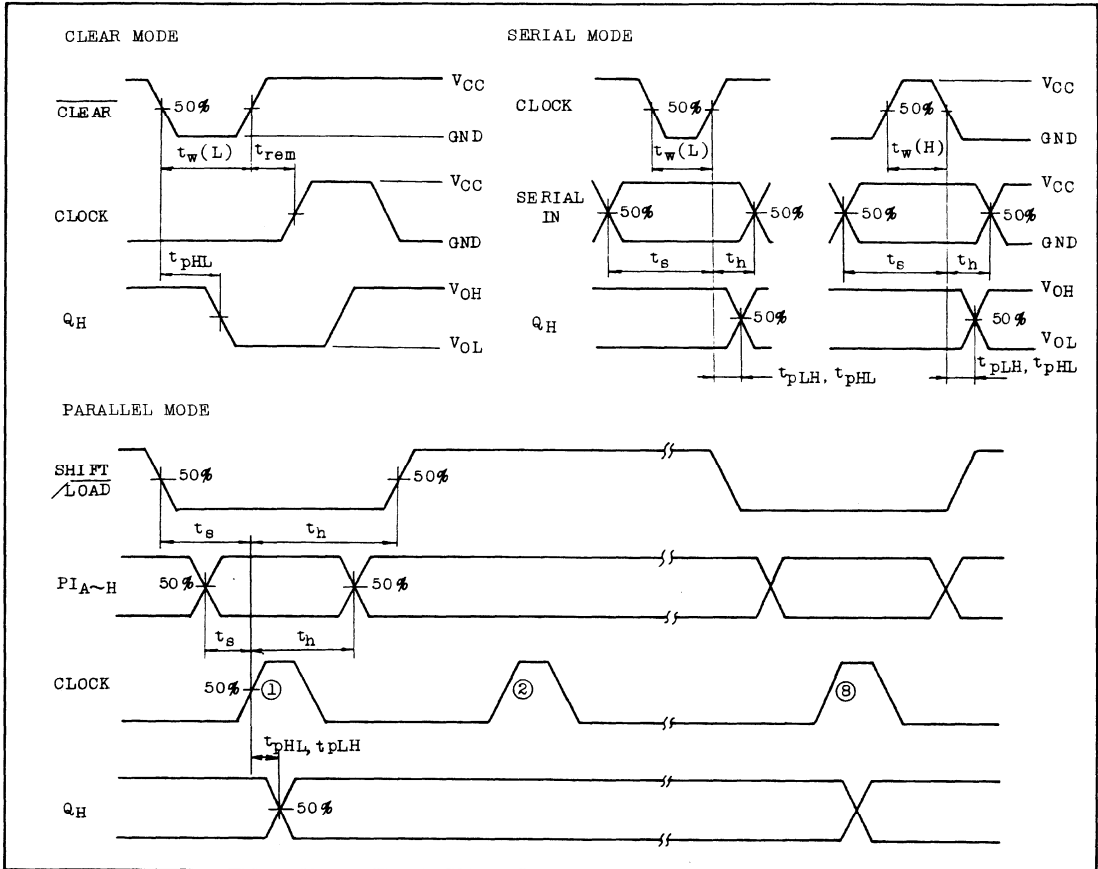 CLEAR MODE
CLEAR
50%
VCC
GND
tw(L)
trem
CLOCK
VCC
GND
tpHL
QH
VOH
VOL
SERIAL MODE
CLOCK
50%
50%
VCC
GND
tw(L)
tw(H)
SERIAL
IN
50%
50%
50%
50%
VCC
GND
ts
th
ts
th
QH
50%
50%
VOH
VOL
tpLH, tpHL
tpLH, tpHL
PARALLEL MODE
SHIFT
/LOAD
50%
50%
ts
th
PIA~H
50%
50%
ts
th
CLOCK
50%
①
②
⑧
tpHL, tpLH
QH
50%